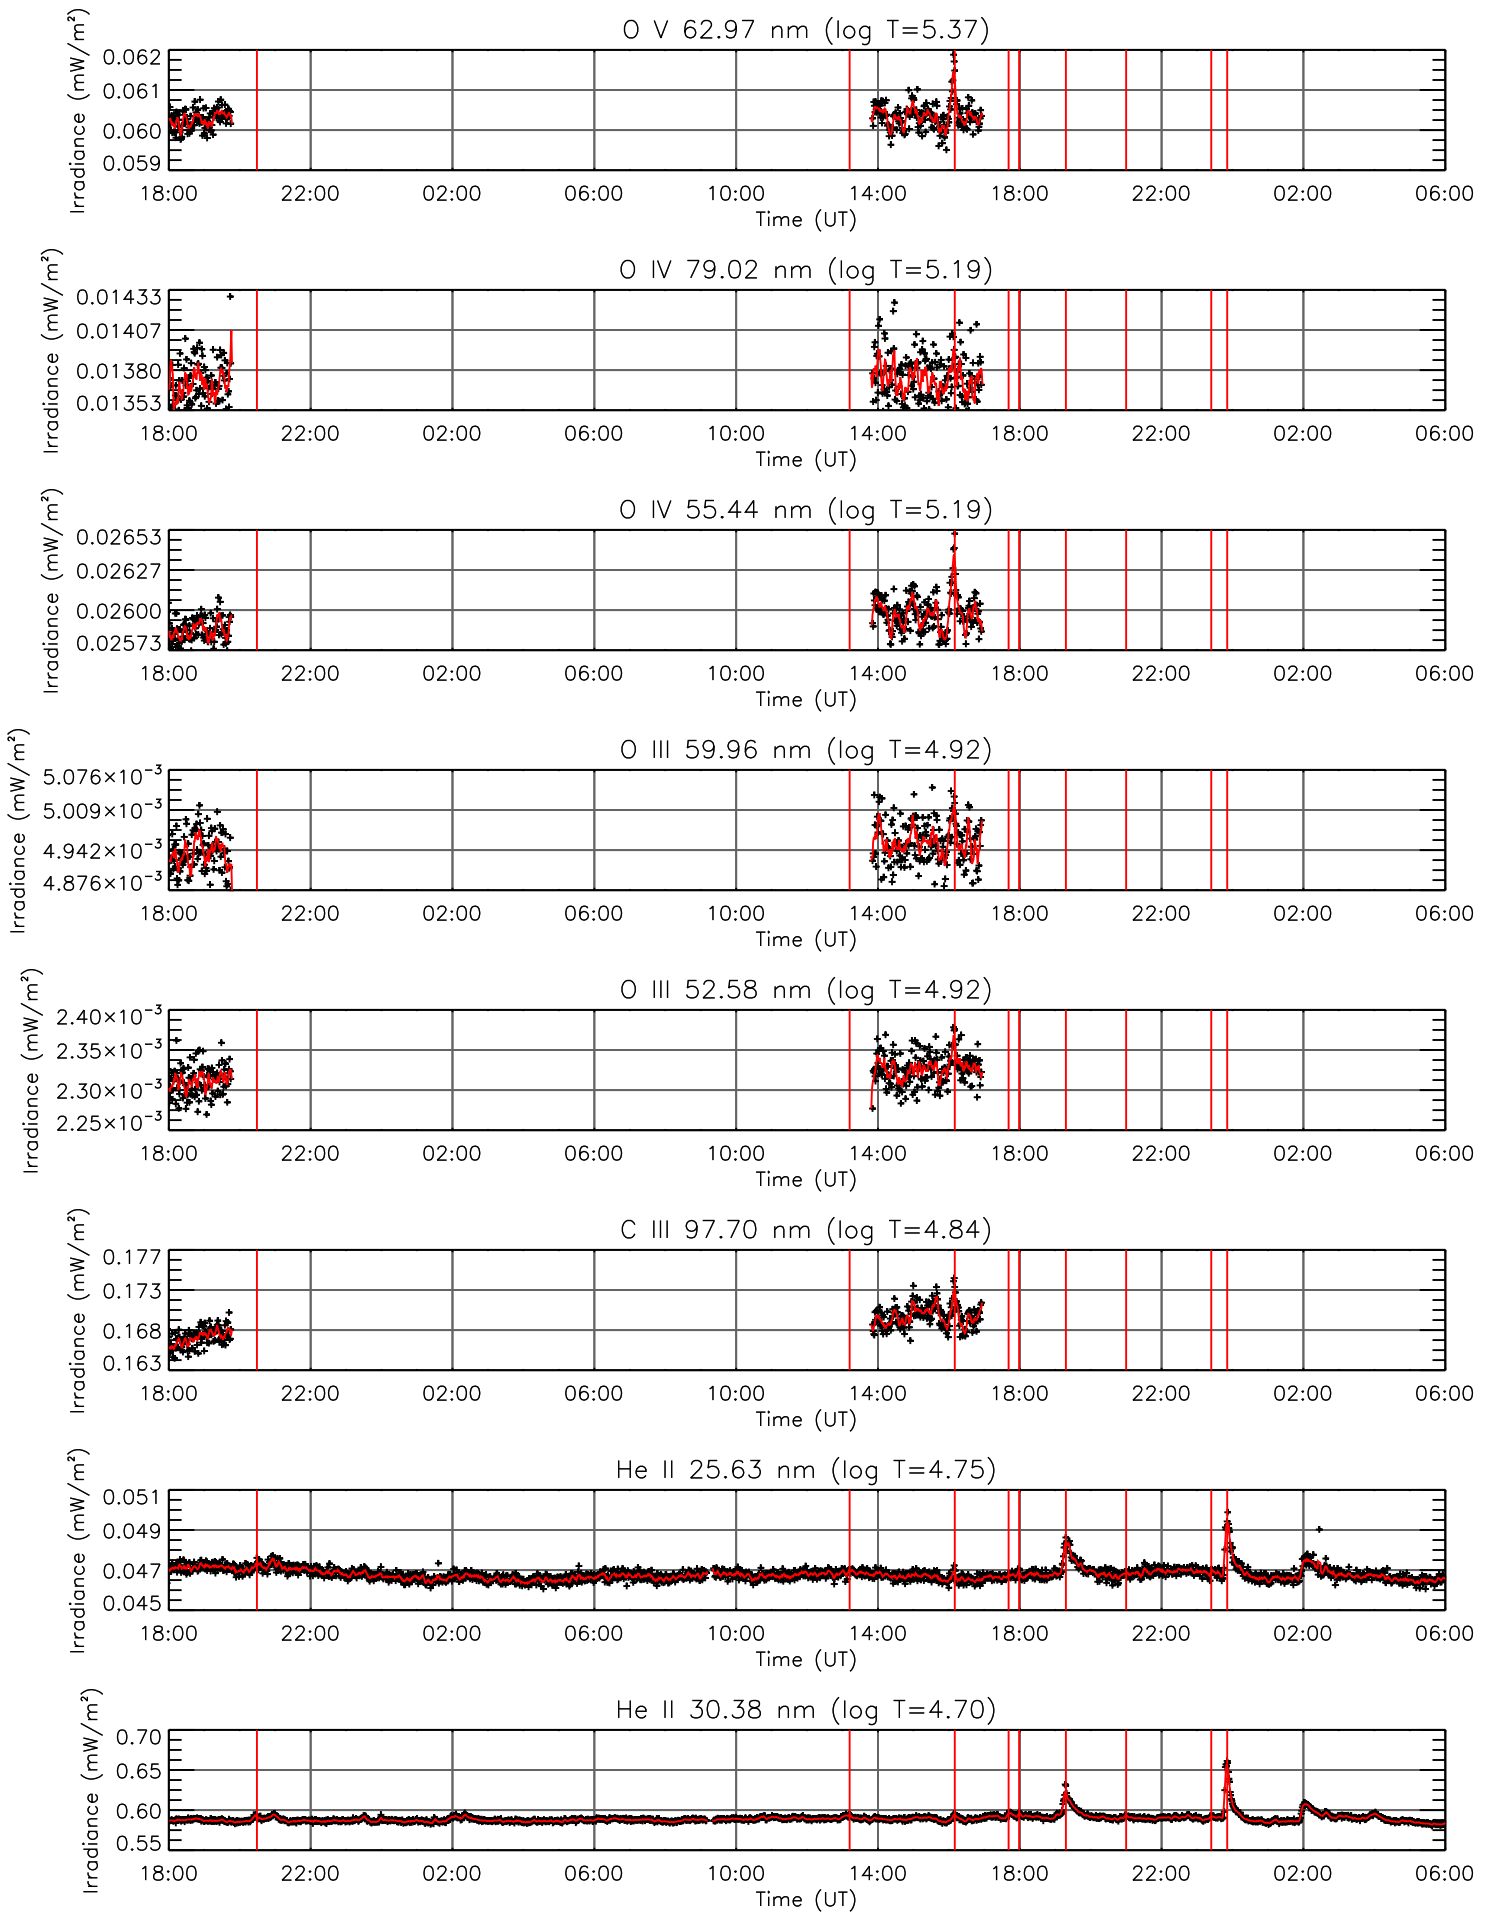 O V 62.97 nm (log T=5.37)
Irradiance (mW/m²)
0.062
0.061
0.060
0.059
18:00 22:00 02:00 06:00 10:00 14:00 18:00 22:00 02:00 06:00
Time (UT)
O IV 79.02 nm (log T=5.19)
Irradiance (mW/m²)
0.01433
0.01407
0.01380
0.01353
18:00 22:00 02:00 06:00 10:00 14:00 18:00 22:00 02:00 06:00
Time (UT)
O IV 55.44 nm (log T=5.19)
Irradiance (mW/m²)
0.02653
0.02627
0.02600
0.02573
18:00 22:00 02:00 06:00 10:00 14:00 18:00 22:00 02:00 06:00
Time (UT)
O III 59.96 nm (log T=4.92)
Irradiance (mW/m²)
5.076×10⁻³
5.009×10⁻³
4.942×10⁻³
4.876×10⁻³
18:00 22:00 02:00 06:00 10:00 14:00 18:00 22:00 02:00 06:00
Time (UT)
O III 52.58 nm (log T=4.92)
Irradiance (mW/m²)
2.40×10⁻³
2.35×10⁻³
2.30×10⁻³
2.25×10⁻³
18:00 22:00 02:00 06:00 10:00 14:00 18:00 22:00 02:00 06:00
Time (UT)
C III 97.70 nm (log T=4.84)
Irradiance (mW/m²)
0.177
0.173
0.168
0.163
18:00 22:00 02:00 06:00 10:00 14:00 18:00 22:00 02:00 06:00
Time (UT)
He II 25.63 nm (log T=4.75)
Irradiance (mW/m²)
0.051
0.049
0.047
0.045
18:00 22:00 02:00 06:00 10:00 14:00 18:00 22:00 02:00 06:00
Time (UT)
He II 30.38 nm (log T=4.70)
Irradiance (mW/m²)
0.70
0.65
0.60
0.55
18:00 22:00 02:00 06:00 10:00 14:00 18:00 22:00 02:00 06:00
Time (UT)